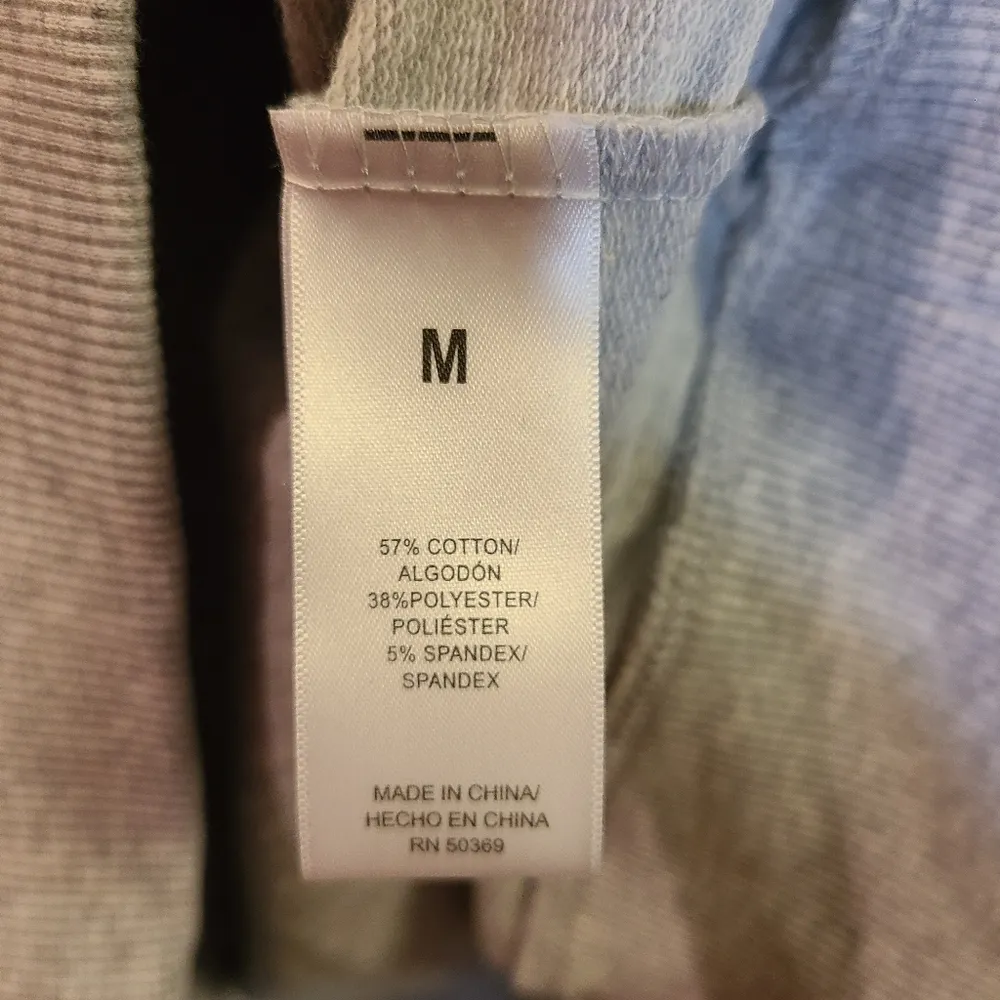 M
57% COTTON/
ALGODÓN
38%POLYESTER/
POLIÉSTER
5% SPANDEX/
SPANDEX
MADE IN CHINA/
HECHO EN CHINA
RN 50369